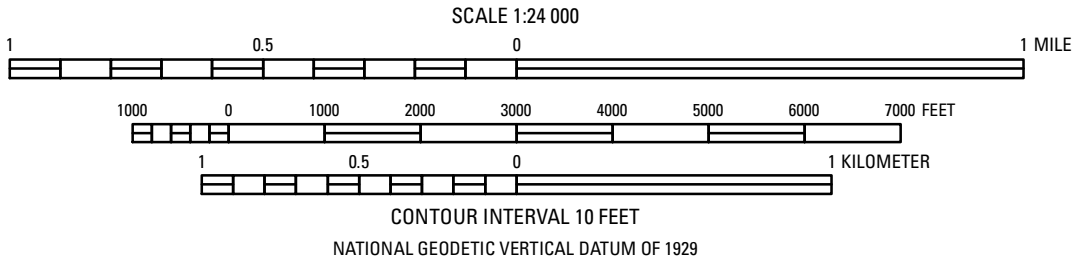 SCALE 1:24 000
1 0.5 0 1 MILE
1000 0 1000 2000 3000 4000 5000 6000 7000 FEET
1 0.5 0 1 KILOMETER
CONTOUR INTERVAL 10 FEET
NATIONAL GEODETIC VERTICAL DATUM OF 1929